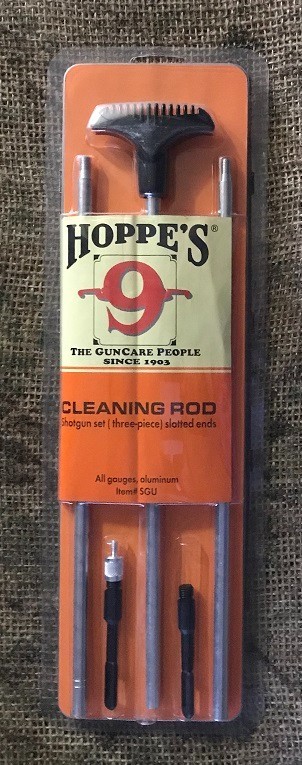 HOPPE'S®
9
THE GUNCARE PEOPLE
SINCE 1903
CLEANING ROD
Shotgun set ( three-piece) slotted ends
All gauges, aluminum
Item# SGU